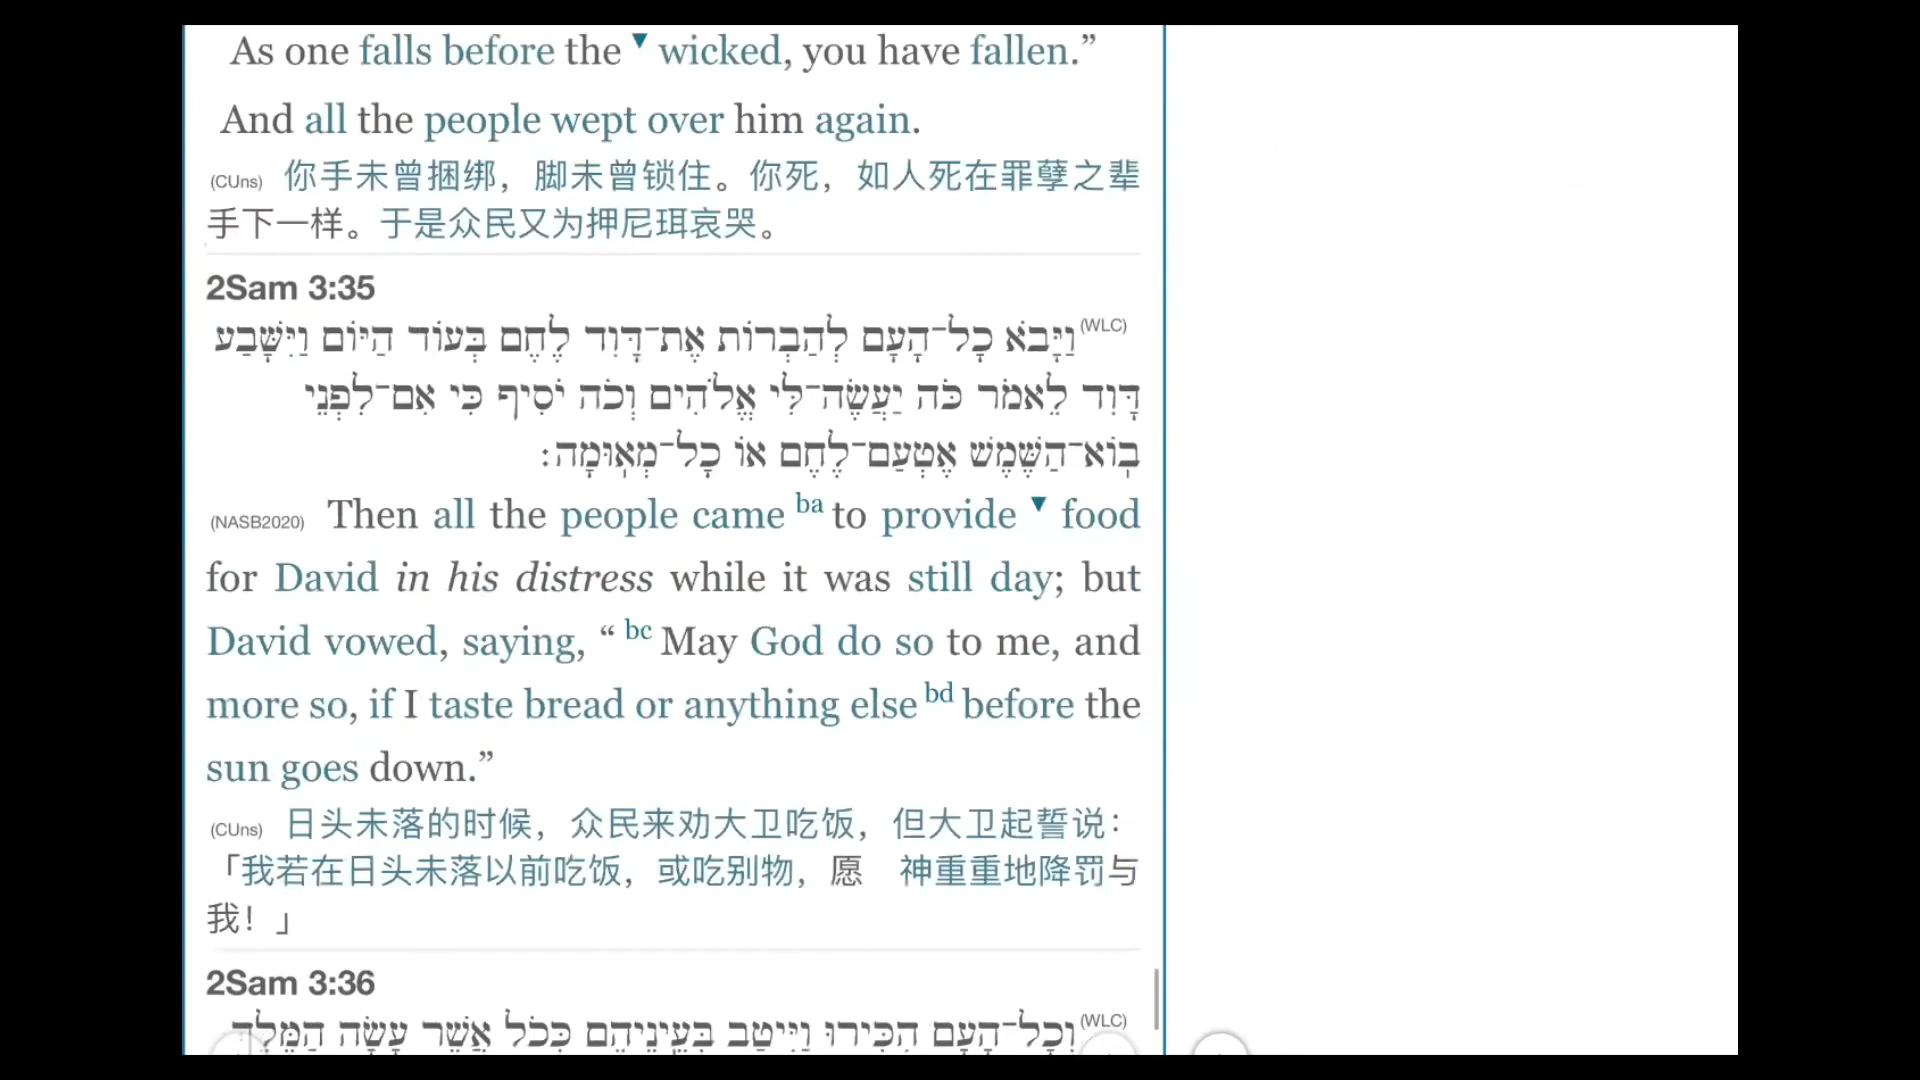 As one falls before the ▼ wicked, you have fallen.”
And all the people wept over him again.
(CUns) 你手未曾捆绑，脚未曾锁住。你死，如人死在罪孽之辈
手下一样。于是众民又为押尼珥哀哭。
2Sam 3:35
(WLC) וַיָּבֹא כָל־הָעָם לְהַבְרוֹת אֶת־דָּוִד לֶחֶם בְּעוֹד הַיּוֹם וַיִּשָּׁבַע
דָּוִד לֵאמֹר כֹּה יַעֲשֶׂה־לִּי אֱלֹהִים וְכֹה יֹסִיף כִּי אִם־לִפְנֵי
בוֹא־הַשֶּׁמֶשׁ אֶטְעַם־לֶחֶם אוֹ כָל־מְאוּמָה׃
(NASB2020) Then all the people came ba to provide ▼ food
for David in his distress while it was still day; but
David vowed, saying, “ bc May God do so to me, and
more so, if I taste bread or anything else bd before the
sun goes down.”
(CUns) 日头未落的时候，众民来劝大卫吃饭，但大卫起誓说：
「我若在日头未落以前吃饭，或吃别物，愿　神重重地降罚与
我！」
2Sam 3:36
(WLC) וְכָל־הָעָם הִכִּירוּ וַיִּיטַב בְּעֵינֵיהֶם כְּכֹל אֲשֶׁר עָשָׂה הַמֶּלֶךְ